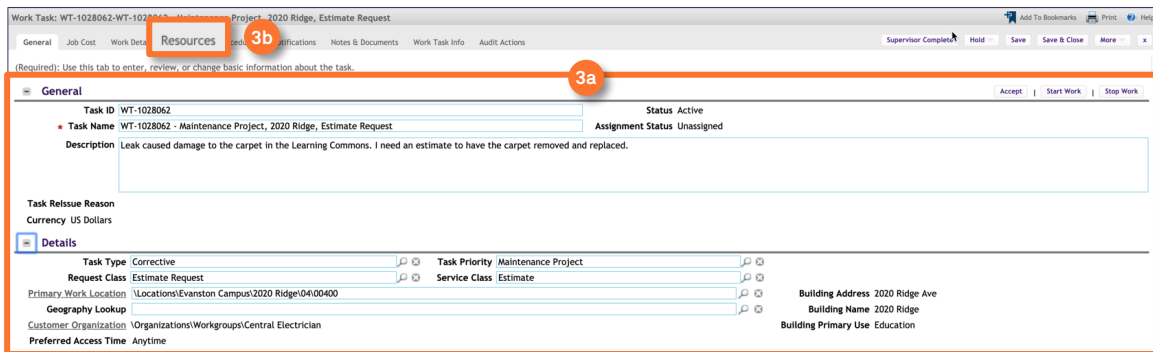 Work Task: WT-1028062-WT-1028062 - Maintenance Project, 2020 Ridge, Estimate Request Add To Bookmarks Print Help
General Job Cost Work Deta Resources 3b tifications Notes & Documents Work Task Info Audit Actions Supervisor Complete Hold Save Save & Close More x
(Required): Use this tab to enter, review, or change basic information about the task.
3a
General Accept | Start Work | Stop Work
Task ID WT-1028062 Status Active
* Task Name WT-1028062 - Maintenance Project, 2020 Ridge, Estimate Request Assignment Status Unassigned
Description Leak caused damage to the carpet in the Learning Commons. I need an estimate to have the carpet removed and replaced.
Task ReIssue Reason
Currency US Dollars
Details
Task Type Corrective Task Priority Maintenance Project
Request Class Estimate Request Service Class Estimate
Primary Work Location \Locations\Evanston Campus\2020 Ridge\04\00400 Building Address 2020 Ridge Ave
Geography Lookup Building Name 2020 Ridge
Customer Organization \Organizations\Workgroups\Central Electrician Building Primary Use Education
Preferred Access Time Anytime